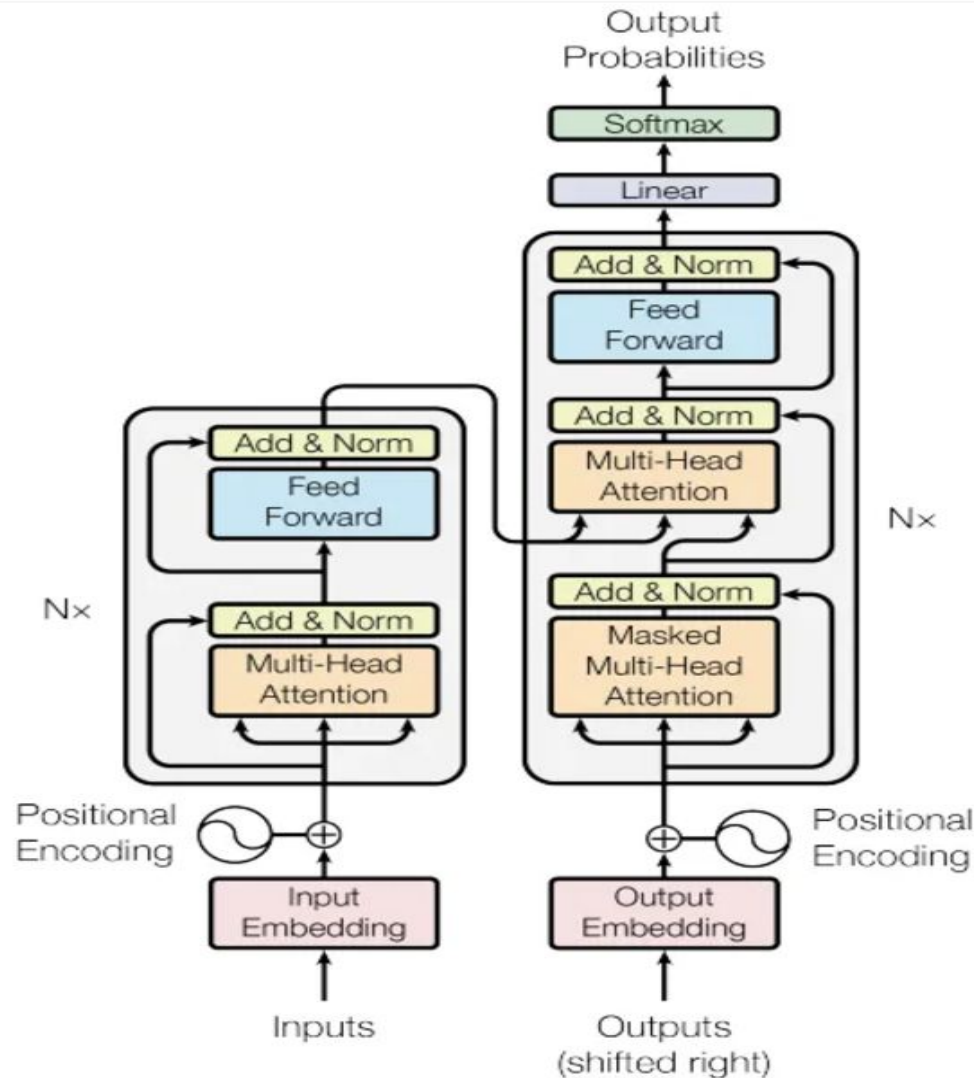 Output
Probabilities
Softmax
Linear
Add & Norm
Feed
Forward
Add & Norm
Multi-Head
Attention
Add & Norm
Masked
Multi-Head
Attention
Nx
Add & Norm
Feed
Forward
Add & Norm
Multi-Head
Attention
Nx
Positional
Encoding
Positional
Encoding
Input
Embedding
Output
Embedding
Inputs
Outputs
(shifted right)